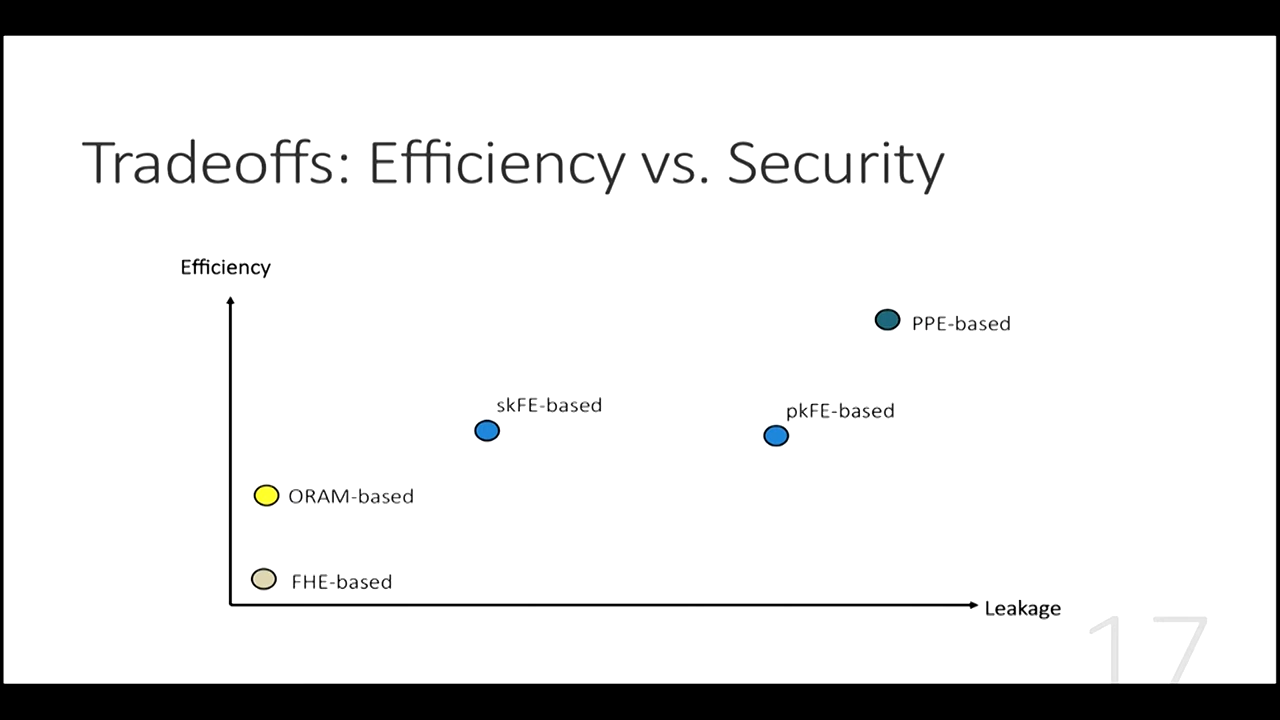 Tradeoffs: Efficiency vs. Security
Efficiency
PPE-based
skFE-based
pkFE-based
ORAM-based
FHE-based
Leakage
17